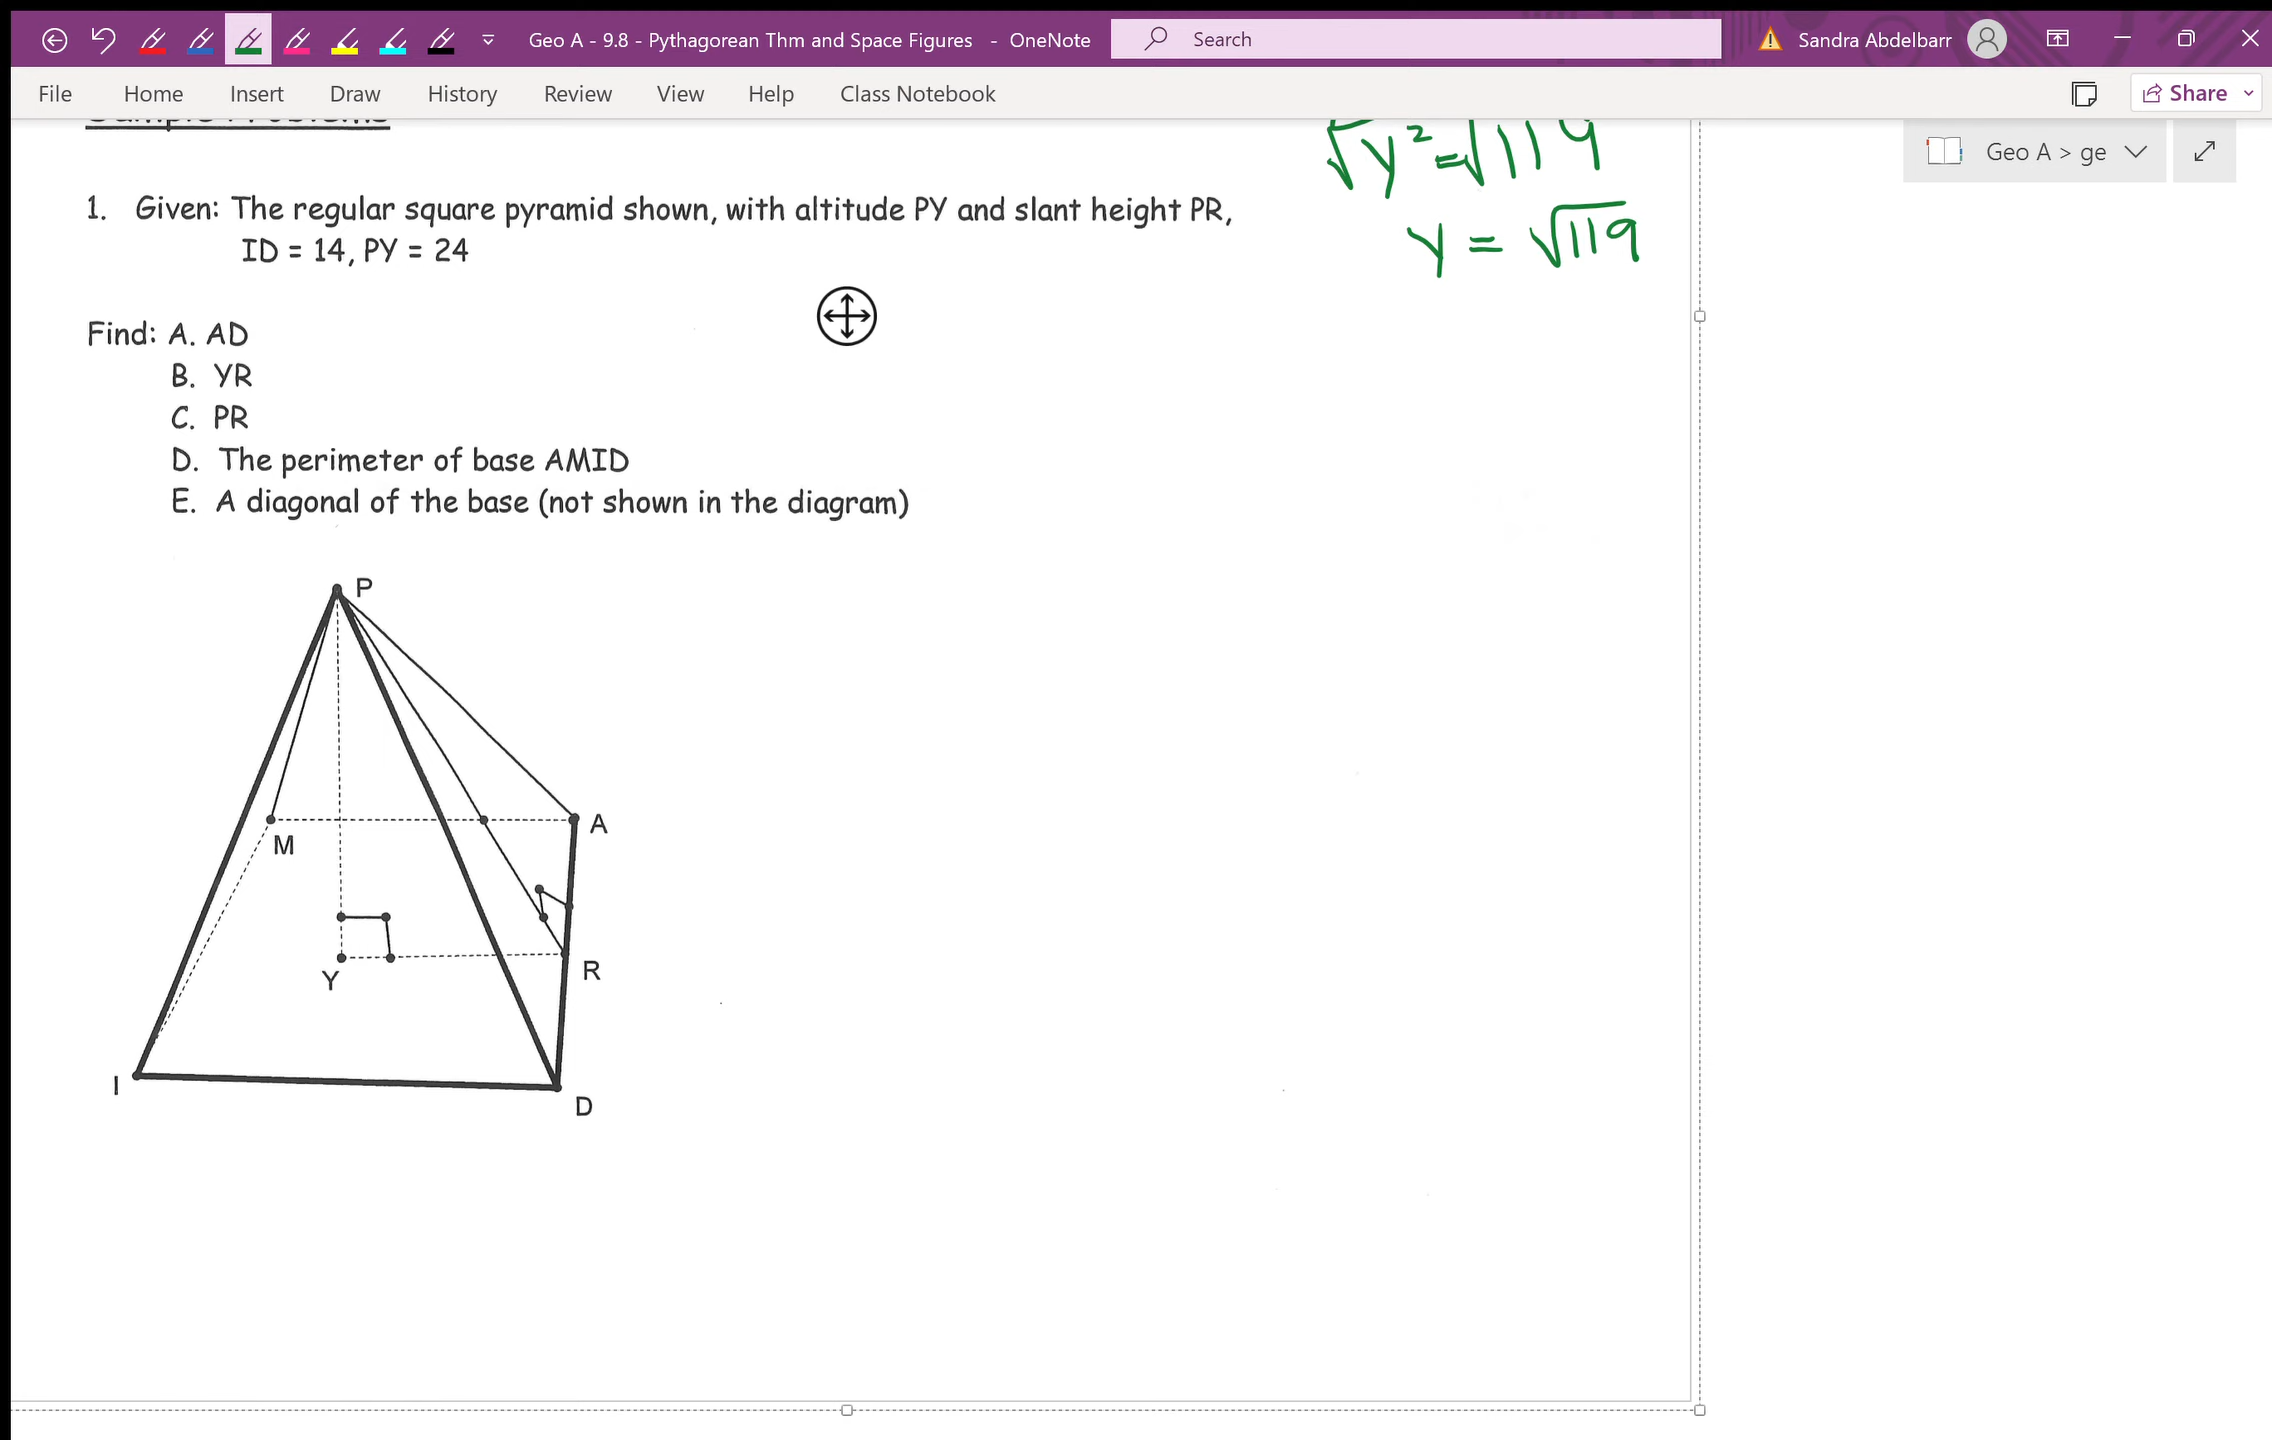 Geo A - 9.8 - Pythagorean Thm and Space Figures - OneNote
Search
Sandra Abdelbarr
File Home Insert Draw History Review View Help Class Notebook
Share
Geo A > ge
Sample Problems
√y² = √119
y = √119
1. Given: The regular square pyramid shown, with altitude PY and slant height PR,
ID = 14, PY = 24
Find: A. AD
B. YR
C. PR
D. The perimeter of base AMID
E. A diagonal of the base (not shown in the diagram)
P
A
M
R
Y
I
D